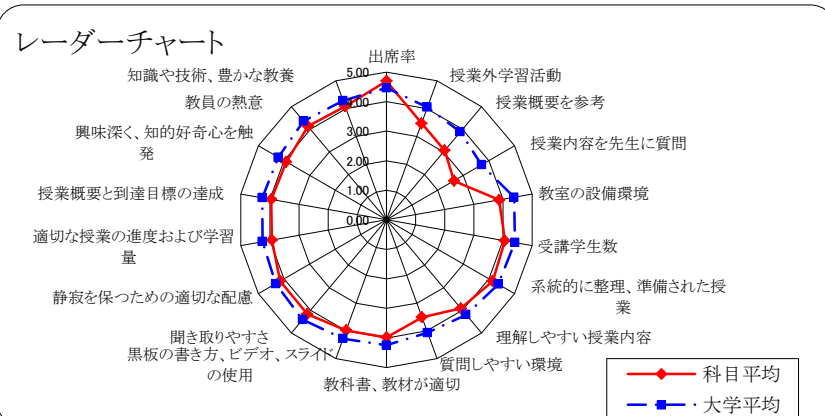 レーダーチャート
出席率
授業外学習活動
授業概要を参考
授業内容を先生に質問
教室の設備環境
受講学生数
系統的に整理、準備された授
業
理解しやすい授業内容
質問しやすい環境
教科書、教材が適切
黒板の書き方、ビデオ、スライド
の使用
聞き取りやすさ
静寂を保つための適切な配慮
適切な授業の進度および学習
量
授業概要と到達目標の達成
興味深く、知的好奇心を触
発
教員の熱意
知識や技術、豊かな教養
5.00
4.00
3.00
2.00
1.00
0.00
科目平均
大学平均